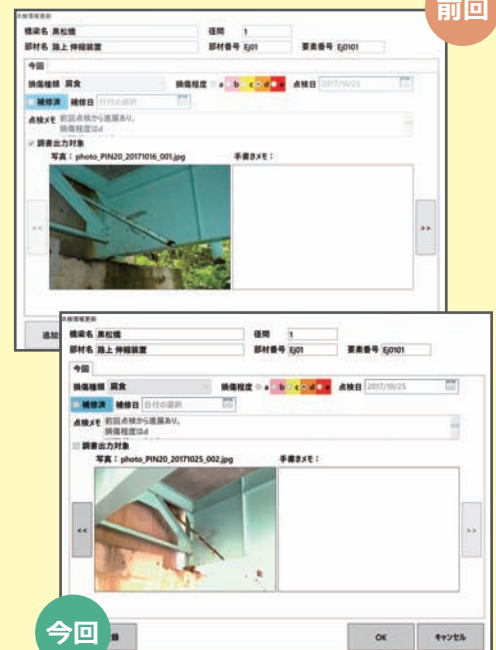 前回
点検情報更新
橋梁名 黒松橋 径間 1
部材名 路上 伸縮装置 部材番号 Ej01 要素番号 Ej0101
今回
損傷種類 腐食 損傷程度 a b c d e 点検日 2017/10/25
補修済 補修日 日付の選択
点検メモ 前回点検から進展あり。
損傷程度はd
調書出力対象
写真：photo_PIN20_20171016_001.jpg 手書きメモ：
<< >>
追加
点検情報更新
橋梁名 黒松橋 径間 1
部材名 路上 伸縮装置 部材番号 Ej01 要素番号 Ej0101
今回
損傷種類 腐食 損傷程度 a b c d e 点検日 2017/10/25
補修済 補修日 日付の選択
点検メモ 前回点検から進展あり。
損傷程度はd
調書出力対象
写真：photo_PIN20_20171025_002.jpg 手書きメモ：
<< >>
今回
録 OK キャンセル